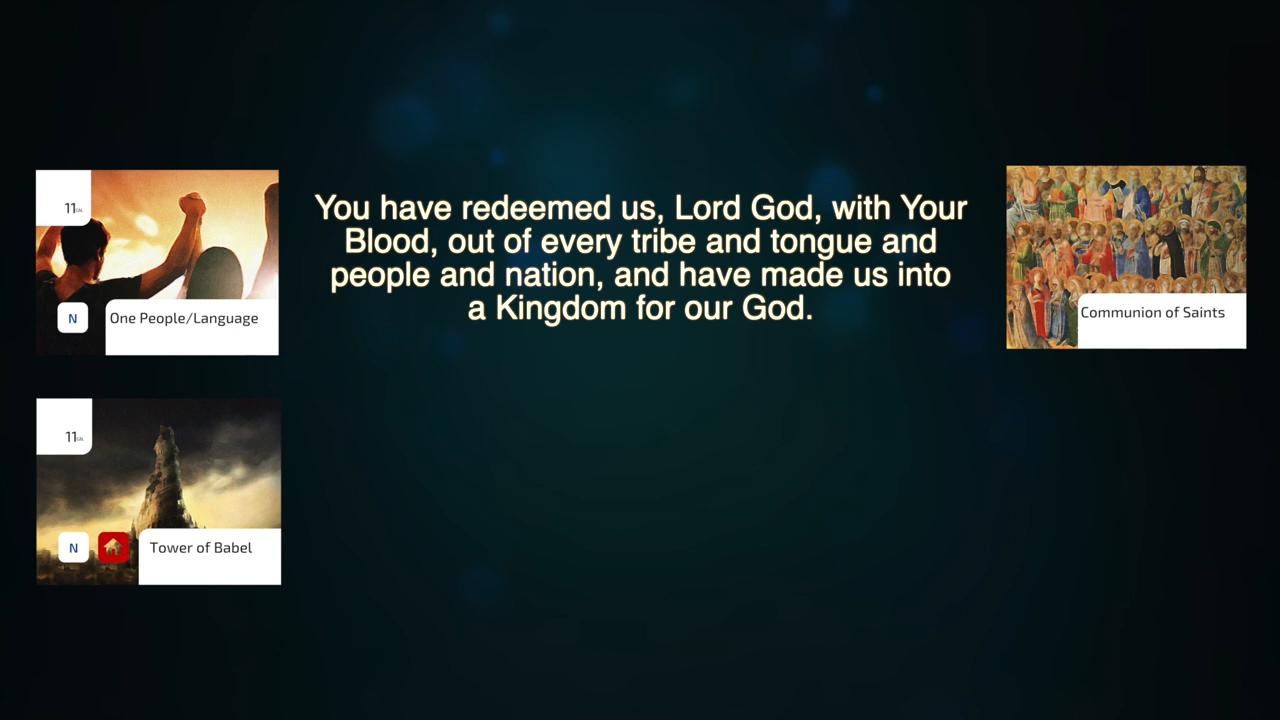 11
N
One People/Language
11
N
Tower of Babel
You have redeemed us, Lord God, with Your
Blood, out of every tribe and tongue and
people and nation, and have made us into
a Kingdom for our God.
Communion of Saints